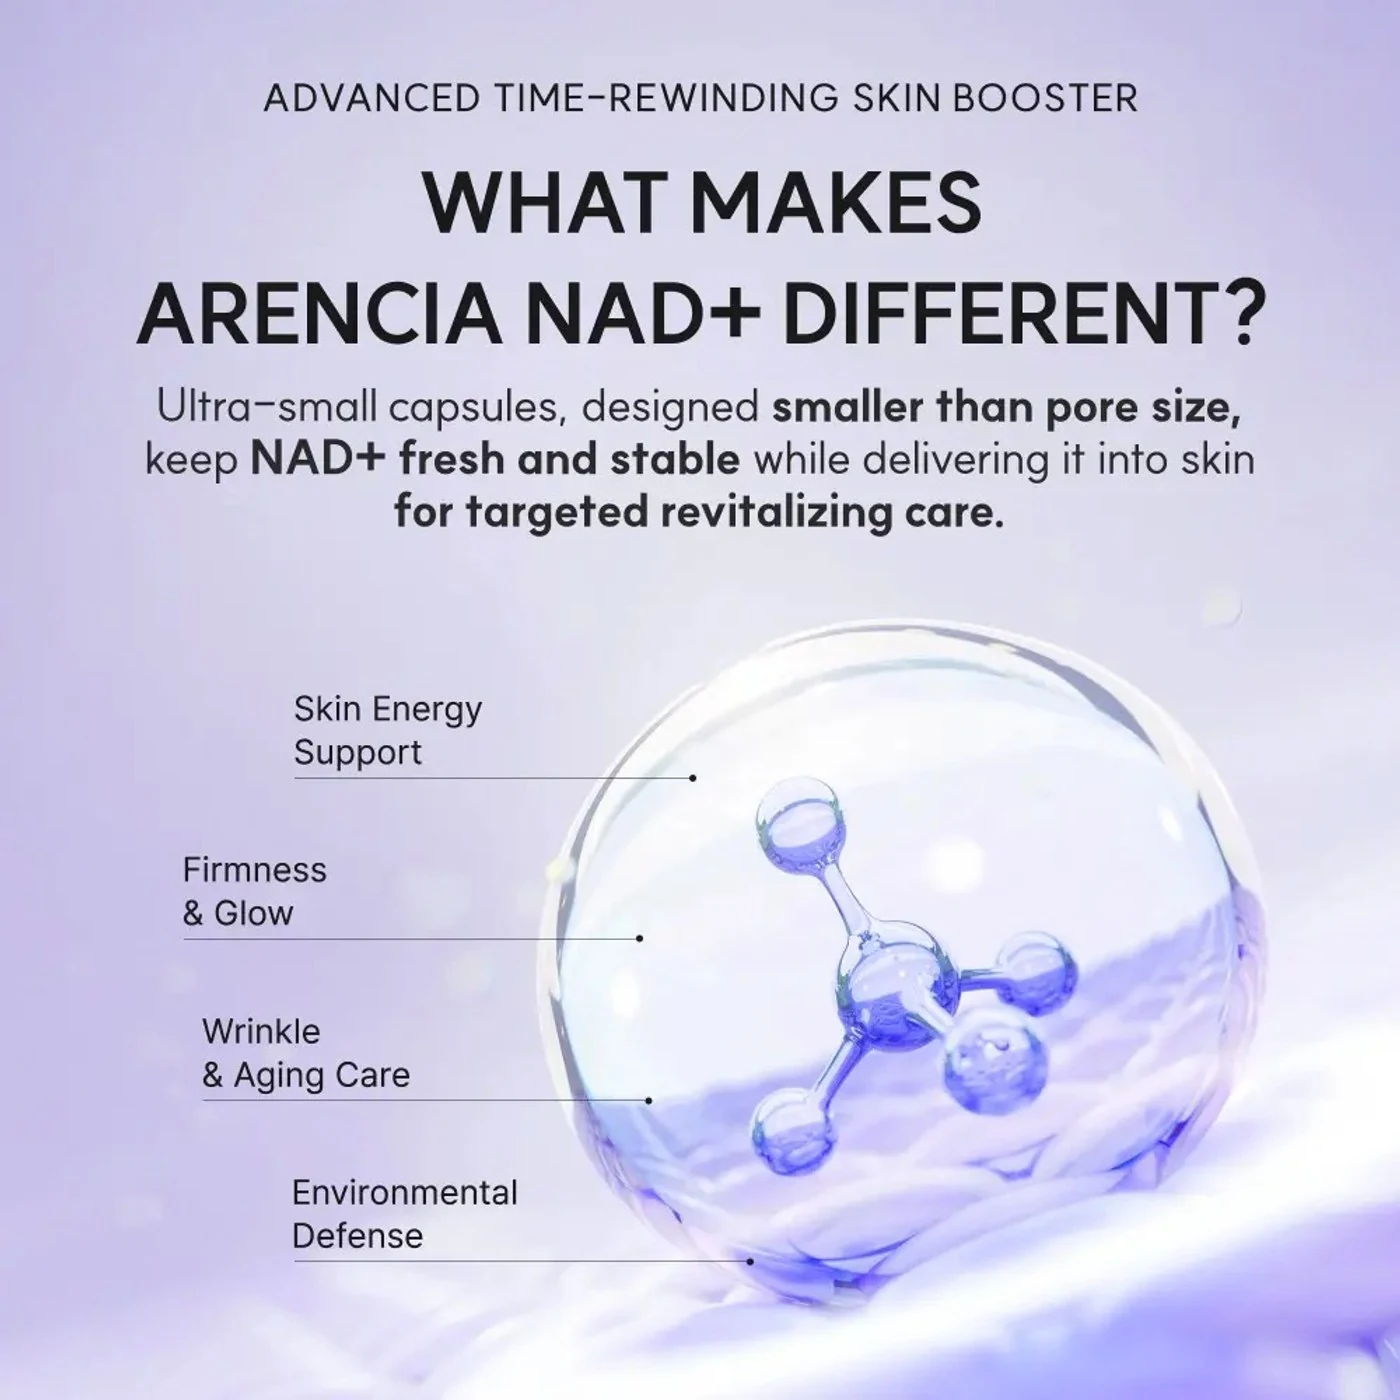 ADVANCED TIME-REWINDING SKIN BOOSTER
WHAT MAKES
ARENCIA NAD+ DIFFERENT?
Ultra-small capsules, designed smaller than pore size,
keep NAD+ fresh and stable while delivering it into skin
for targeted revitalizing care.
Skin Energy
Support
Firmness
& Glow
Wrinkle
& Aging Care
Environmental
Defense